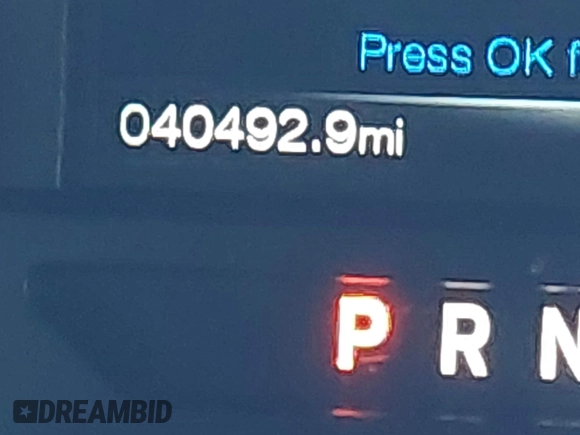 Press OK f
040492.9mi
P R N
DREAMBID